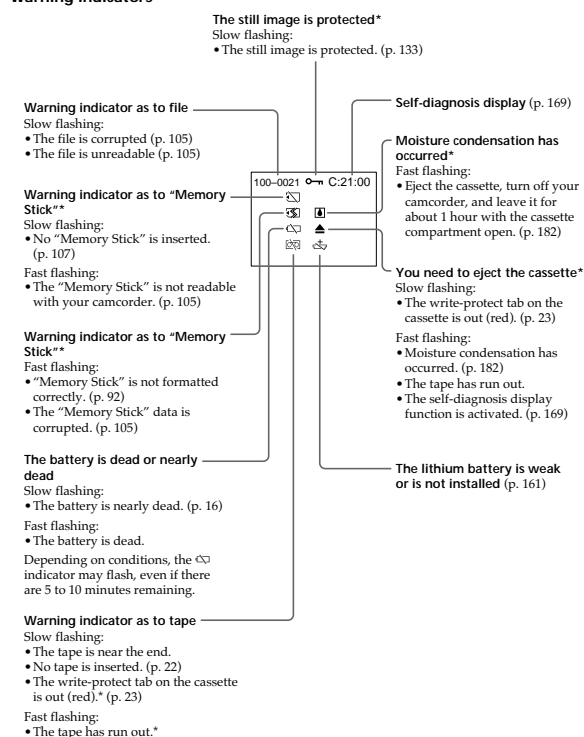 Warning indicators
The still image is protected*
Slow flashing:
• The still image is protected. (p. 133)
Warning indicator as to file
Slow flashing:
• The file is corrupted (p. 105)
• The file is unreadable (p. 105)
Warning indicator as to "Memory
Stick"*
Slow flashing:
• No "Memory Stick" is inserted.
(p. 107)
Fast flashing:
• The "Memory Stick" is not readable
with your camcorder. (p. 105)
Warning indicator as to "Memory
Stick"*
Fast flashing:
• "Memory Stick" is not formatted
correctly. (p. 92)
• The "Memory Stick" data is
corrupted. (p. 105)
The battery is dead or nearly
dead
Slow flashing:
• The battery is nearly dead. (p. 16)
Fast flashing:
• The battery is dead.
Depending on conditions, the
indicator may flash, even if there
are 5 to 10 minutes remaining.
Warning indicator as to tape
Slow flashing:
• The tape is near the end.
• No tape is inserted. (p. 22)
• The write-protect tab on the cassette
is out (red).* (p. 23)
Fast flashing:
• The tape has run out.*
100–0021 C:21:00
Self-diagnosis display (p. 169)
Moisture condensation has
occurred*
Fast flashing:
• Eject the cassette, turn off your
camcorder, and leave it for
about 1 hour with the cassette
compartment open. (p. 182)
You need to eject the cassette*
Slow flashing:
• The write-protect tab on the
cassette is out (red). (p. 23)
Fast flashing:
• Moisture condensation has
occurred. (p. 182)
• The tape has run out.
• The self-diagnosis display
function is activated. (p. 169)
The lithium battery is weak
or is not installed (p. 161)